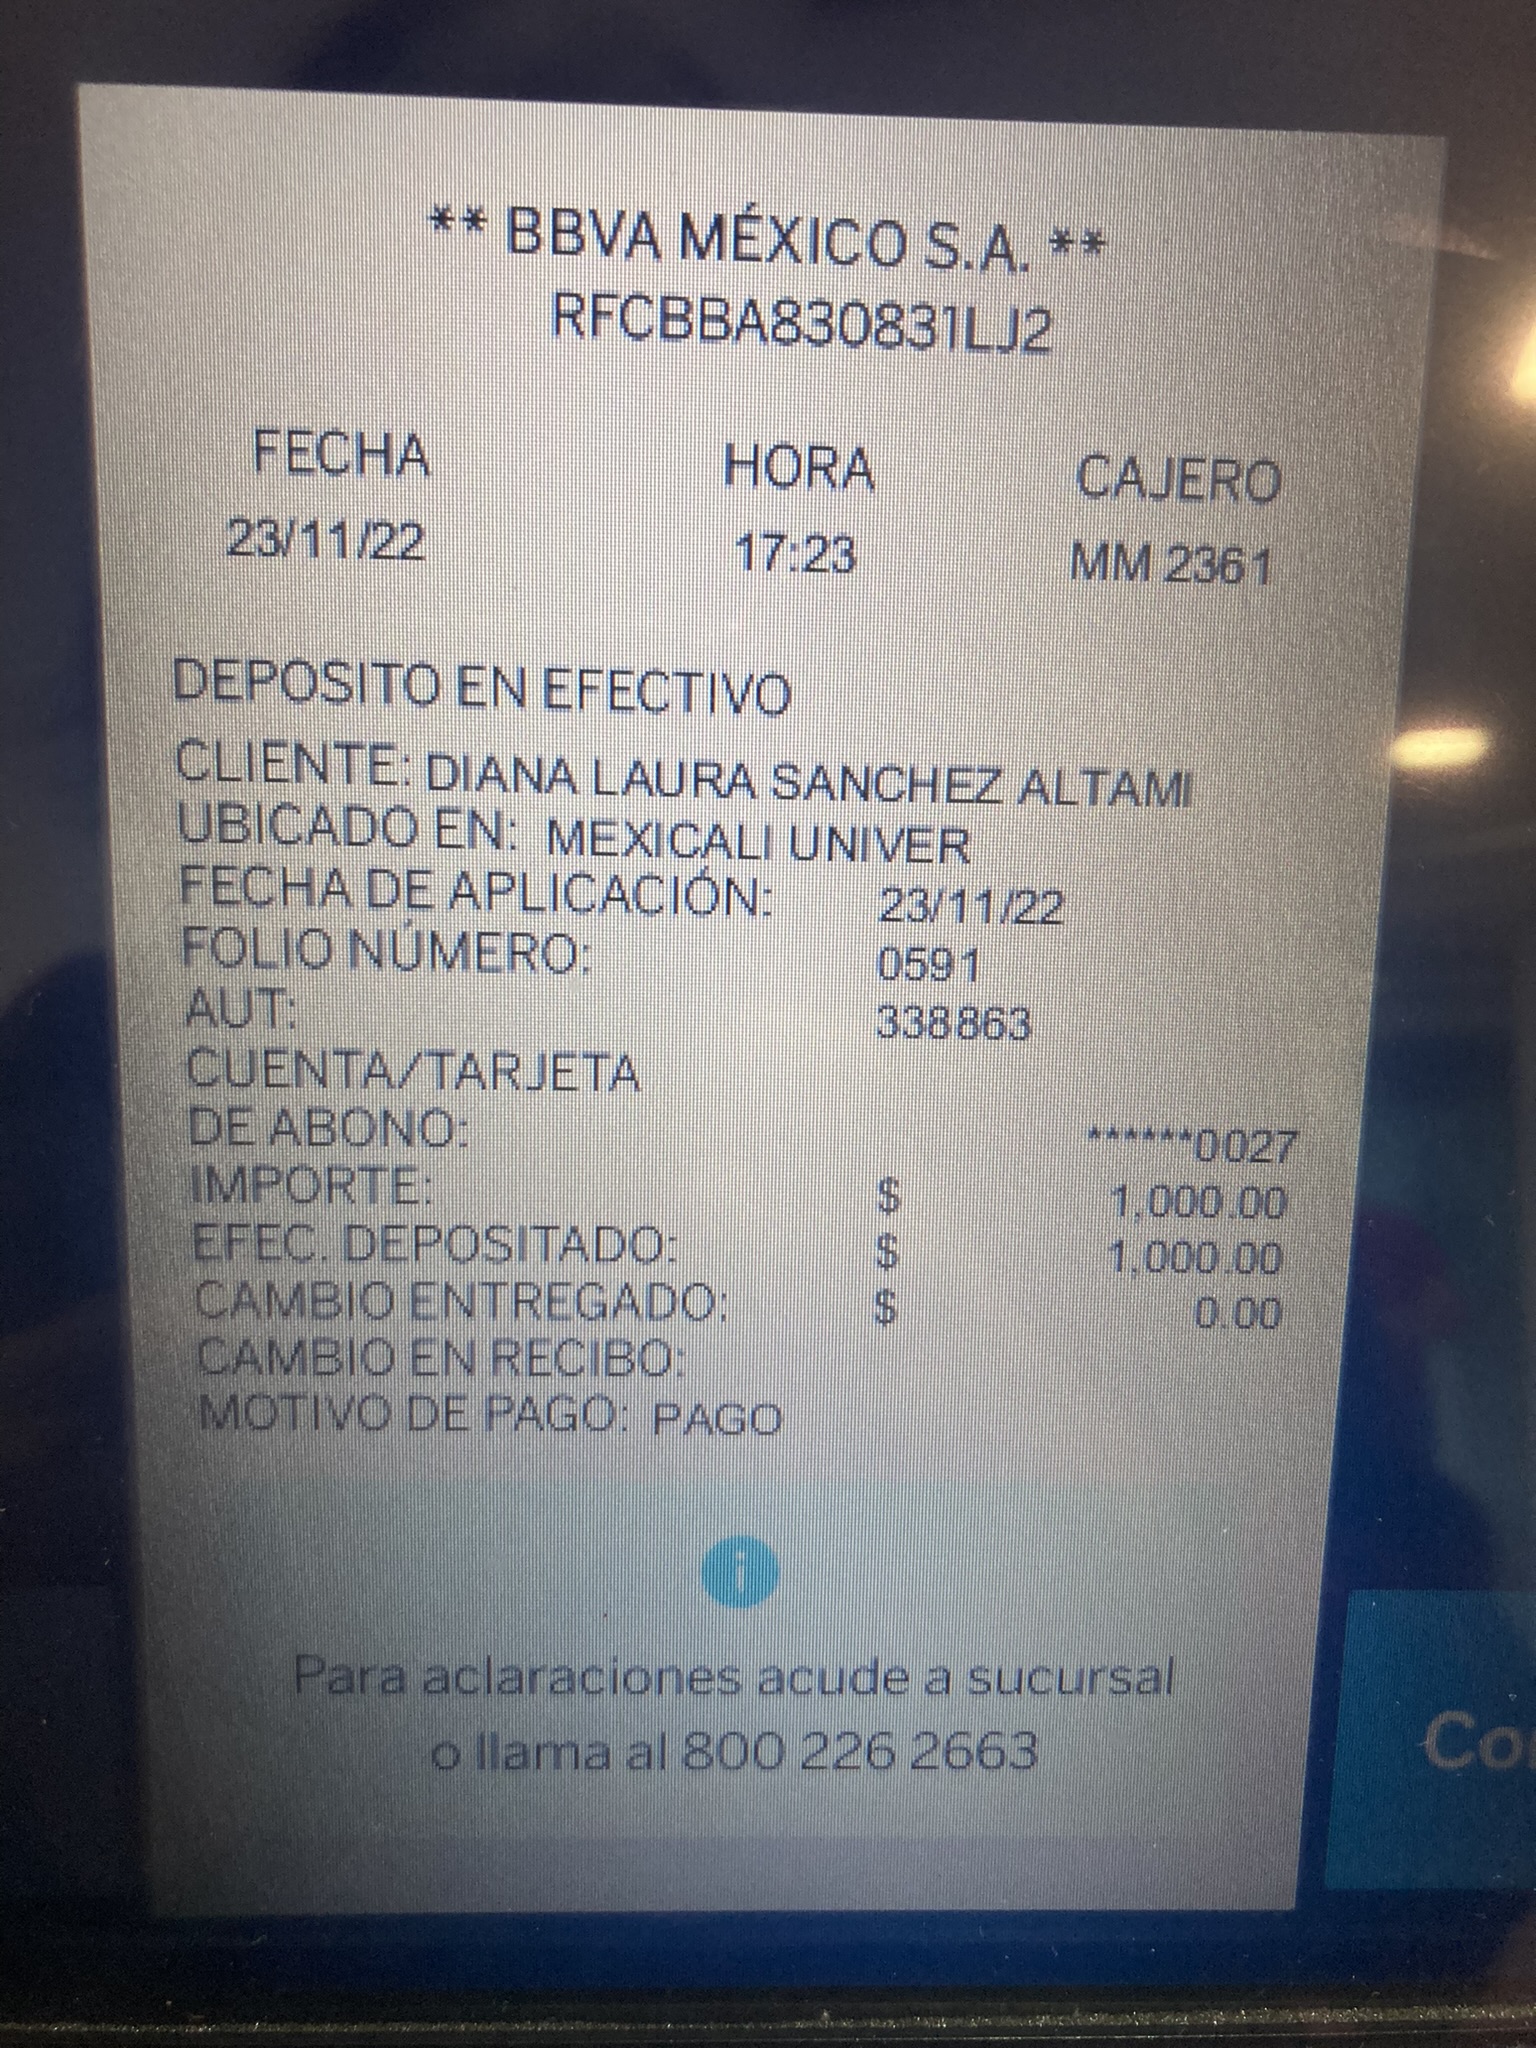 ** BBVA MÉXICO S.A. **
RFCBBA830831LJ2
FECHA HORA CAJERO
23/11/22 17:23 MM 2361
DEPOSITO EN EFECTIVO
CLIENTE: DIANA LAURA SANCHEZ ALTAMI
UBICADO EN: MEXICALI UNIVER
FECHA DE APLICACIÓN: 23/11/22
FOLIO NÚMERO: 0591
AUT: 338863
CUENTA/TARJETA
DE ABONO: ******0027
IMPORTE: $ 1,000.00
EFEC. DEPOSITADO: $ 1,000.00
CAMBIO ENTREGADO: $ 0.00
CAMBIO EN RECIBO:
MOTIVO DE PAGO: PAGO
i
Para aclaraciones acude a sucursal
o llama al 800 226 2663